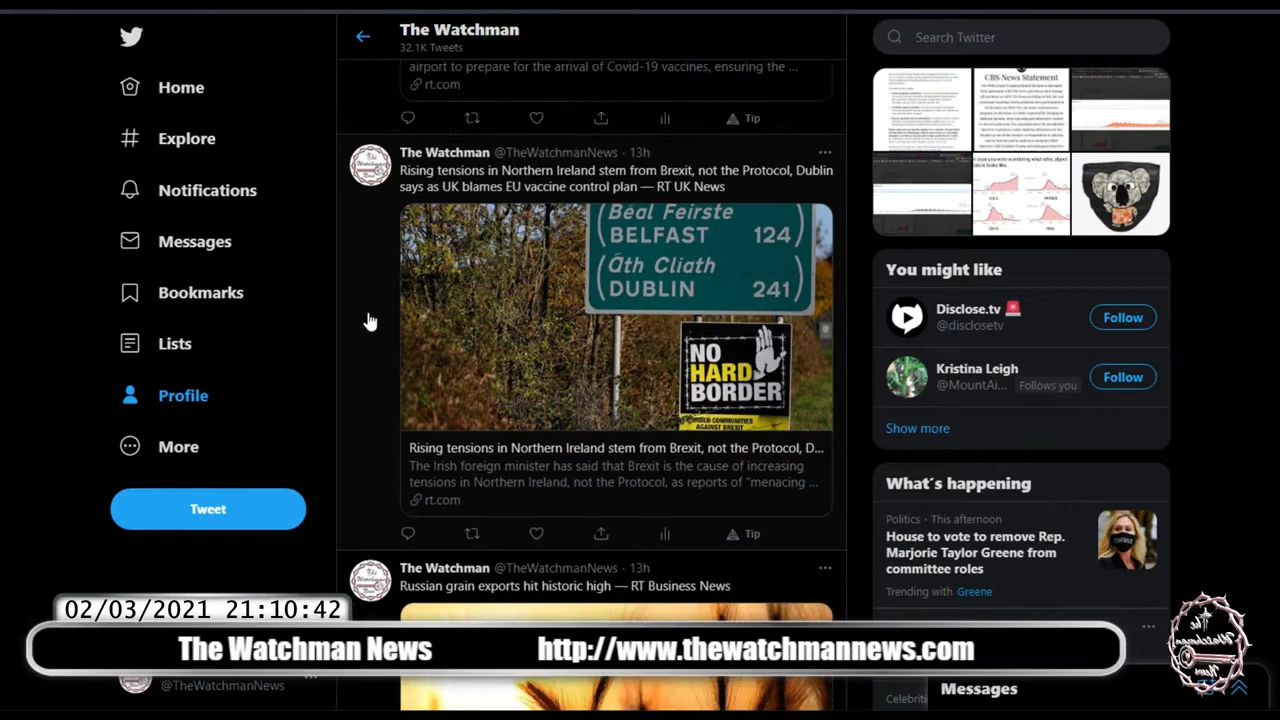 Home
Explore
Notifications
Messages
Bookmarks
Lists
Profile
More
Tweet
@TheWatchmanNews
The Watchman
32.1K Tweets
airport to prepare for the arrival of Covid-19 vaccines, ensuring the ...
rt.com
Tip
The Watchman @TheWatchmanNews · 13h
Rising tensions in Northern Ireland stem from Brexit, not the Protocol, Dublin
says as UK blames EU vaccine control plan — RT UK News
Béal Feirste
BELFAST 124
Áth Cliath
DUBLIN 241
NO
HARD
BORDER
COMMUNITIES
AGAINST BREXIT
Rising tensions in Northern Ireland stem from Brexit, not the Protocol, D...
The Irish foreign minister has said that Brexit is the cause of increasing
tensions in Northern Ireland, not the Protocol, as reports of "menacing ...
rt.com
Tip
The Watchman @TheWatchmanNews · 13h
Russian grain exports hit historic high — RT Business News
Search Twitter
CBS News Statement
You might like
Disclose.tv
@disclosetv
Follow
Kristina Leigh
@MountAi... Follows you
Follow
Show more
What's happening
Politics · This afternoon
House to vote to remove Rep.
Marjorie Taylor Greene from
committee roles
Trending with Greene
Celebriti
Messages
02/03/2021 21:10:42
The Watchman News http://www.thewatchmannews.com
The
Watchman
News